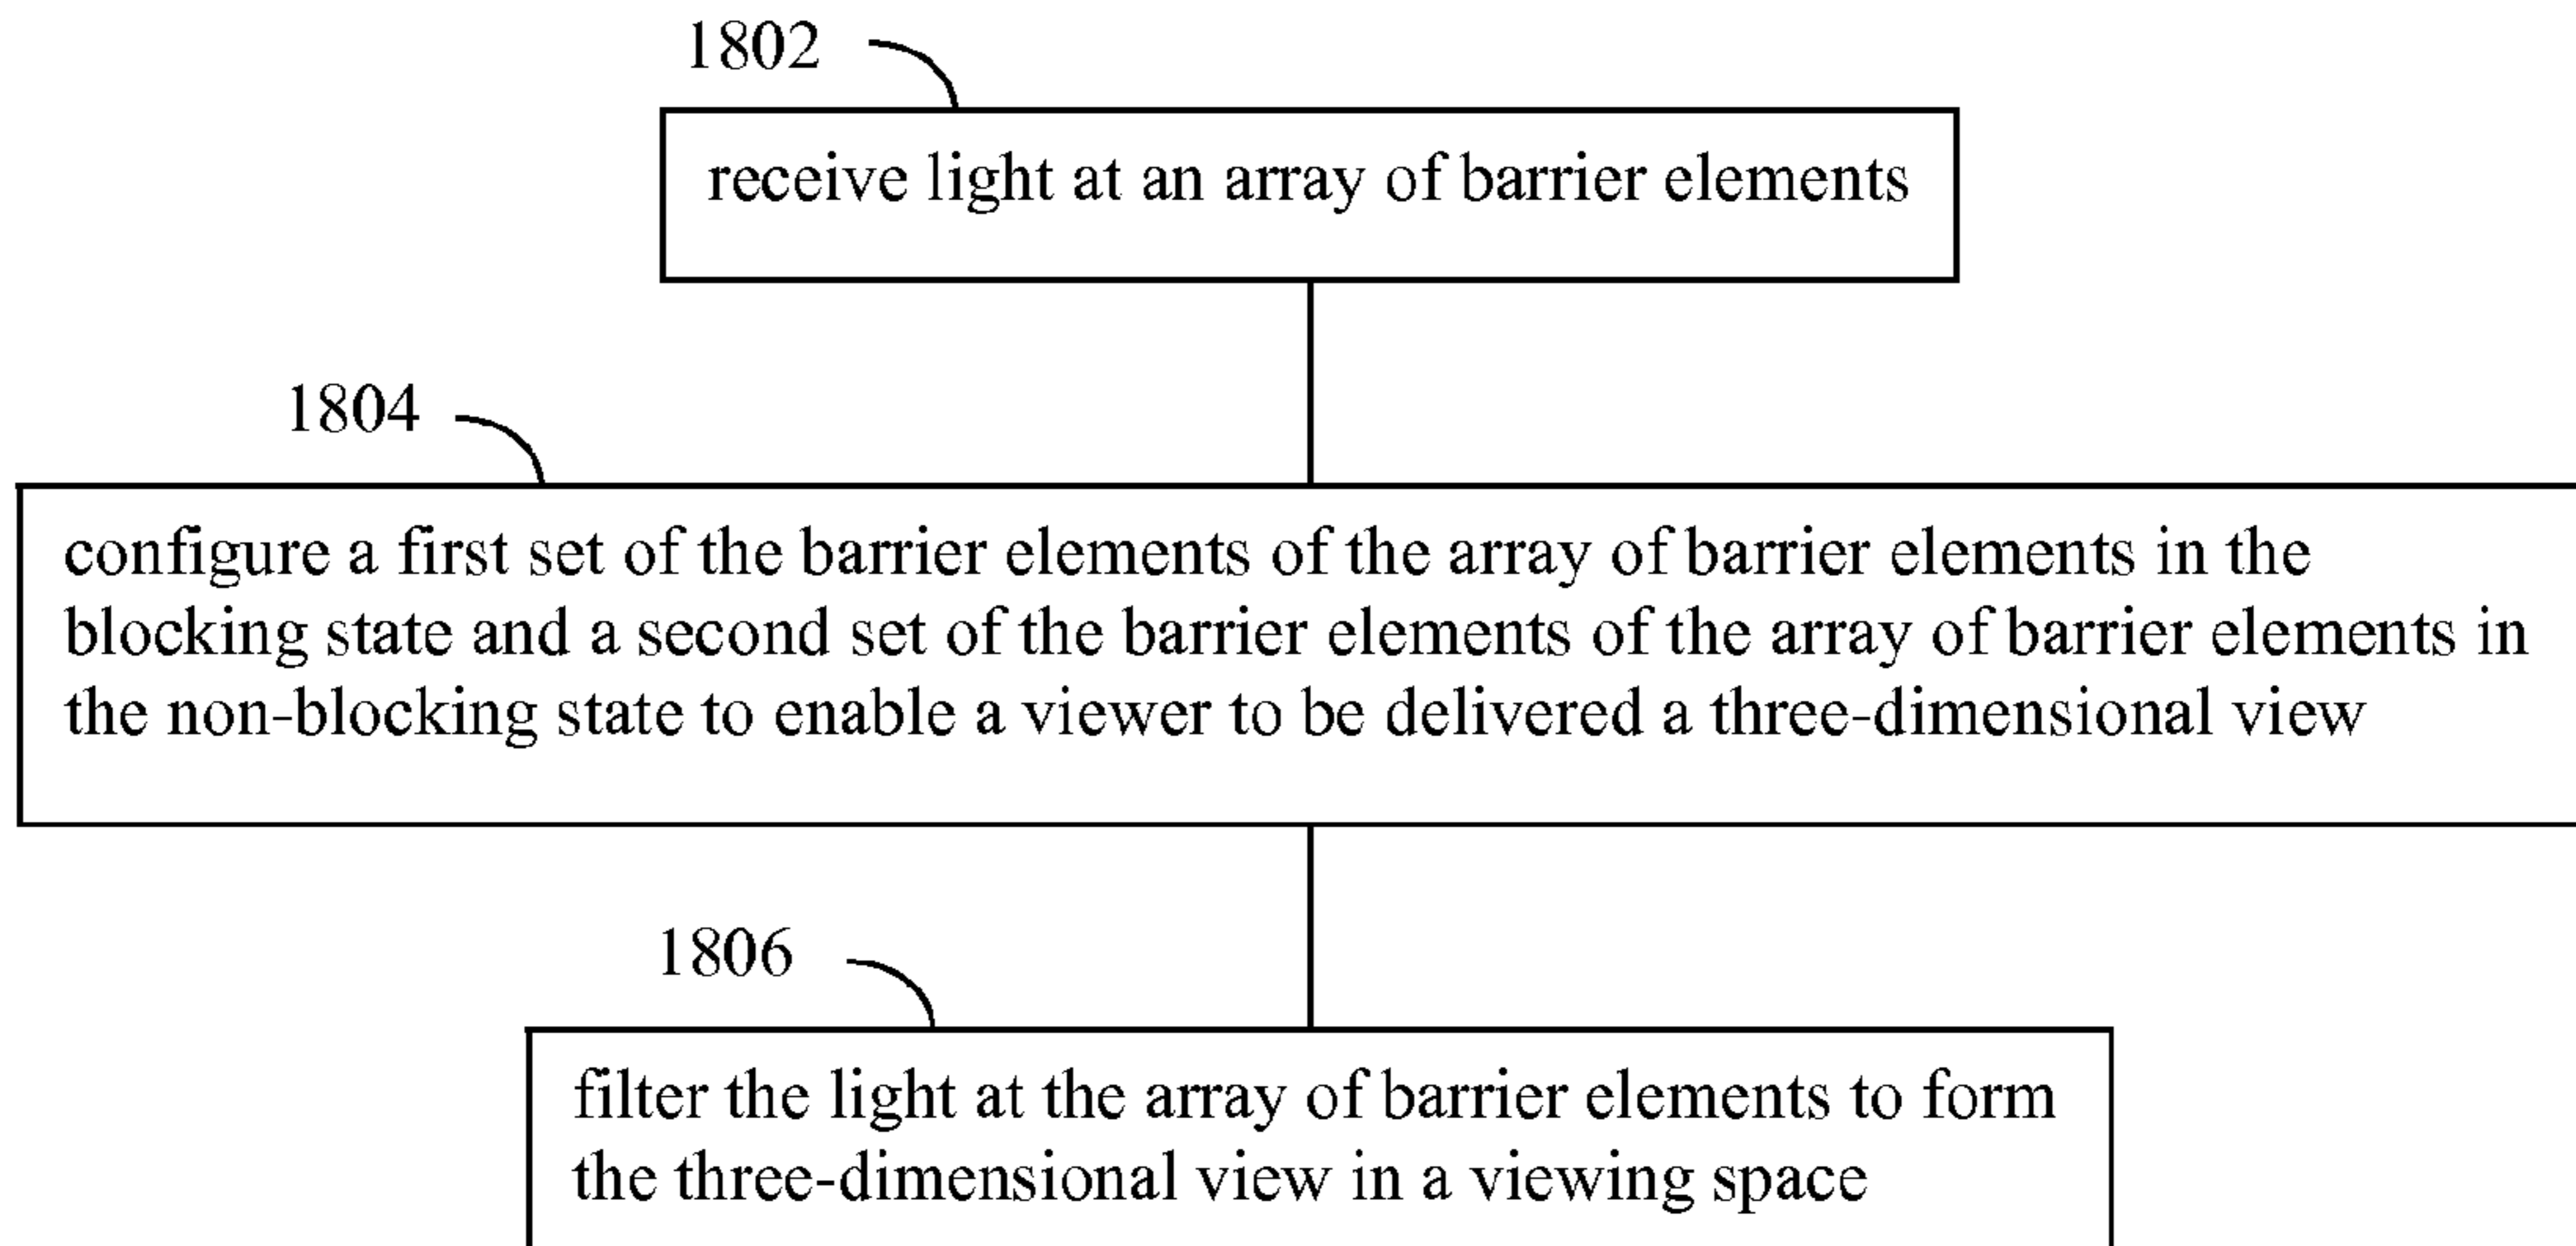 1802
receive light at an array of barrier elements
1804
configure a first set of the barrier elements of the array of barrier elements in the
blocking state and a second set of the barrier elements of the array of barrier elements in
the non-blocking state to enable a viewer to be delivered a three-dimensional view
1806
filter the light at the array of barrier elements to form
the three-dimensional view in a viewing space